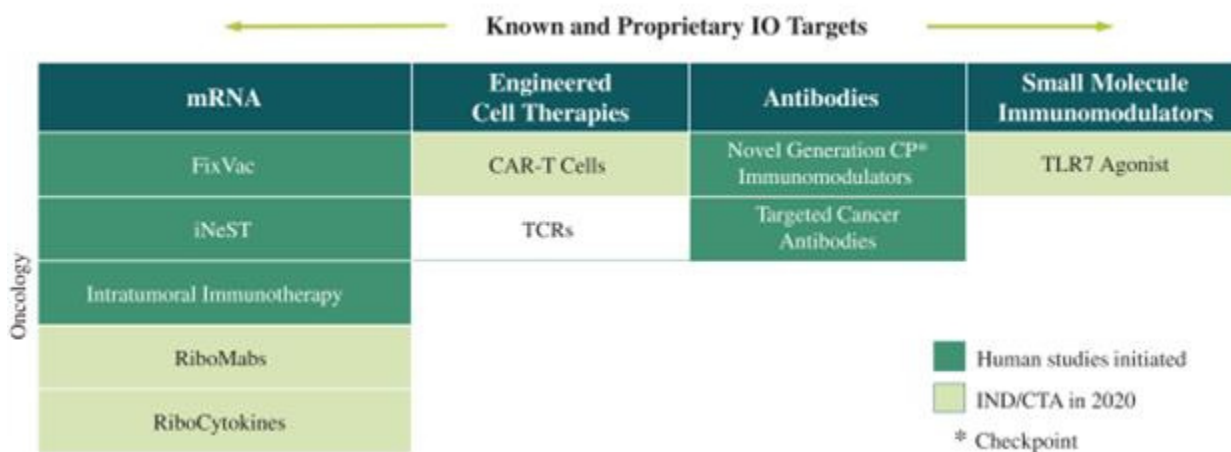 Known and Proprietary IO Targets
mRNA
Engineered
Cell Therapies
Antibodies
Small Molecule
Immunomodulators
FixVac
CAR-T Cells
Novel Generation CP*
Immunomodulators
TLR7 Agonist
iNeST
TCRs
Targeted Cancer
Antibodies
Oncology
Intratumoral Immunotherapy
RiboMabs
RiboCytokines
Human studies initiated
IND/CTA in 2020
* Checkpoint